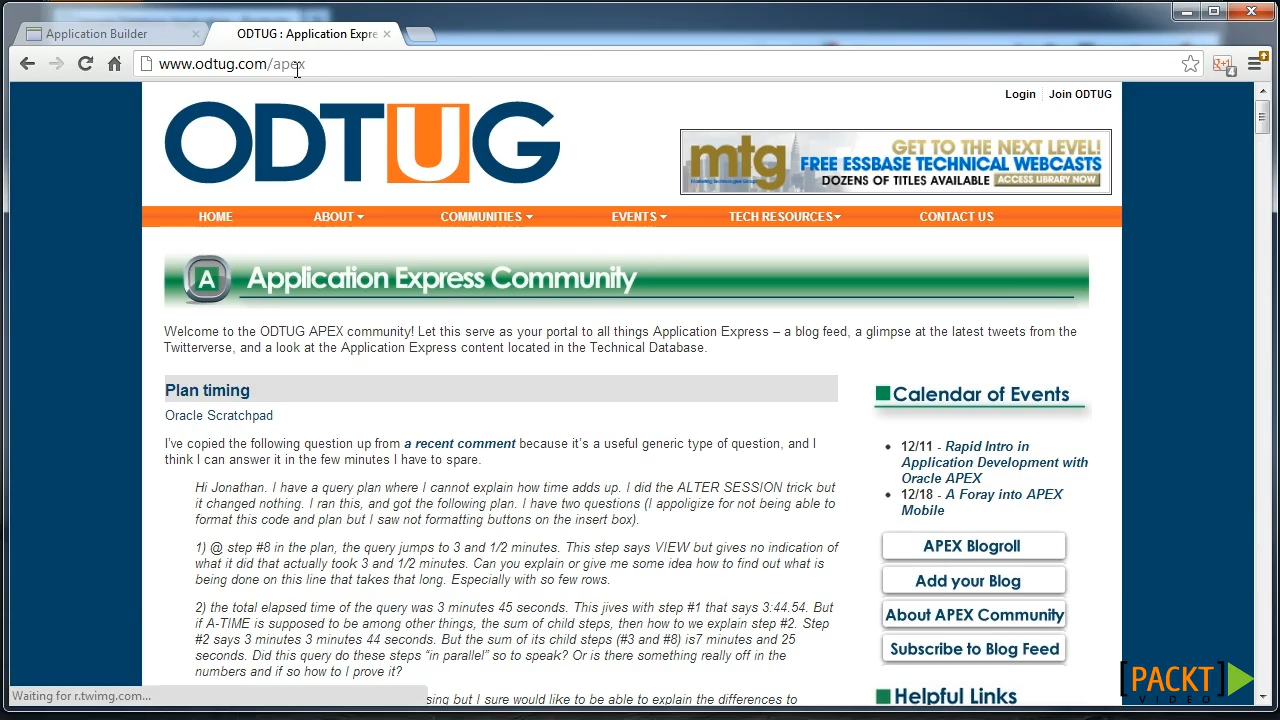 Application Builder
ODTUG : Application Expre
www.odtug.com/apex
Login
Join ODTUG
ODTUG
mtg
GET TO THE NEXT LEVEL!
FREE ESSBASE TECHNICAL WEBCASTS
DOZENS OF TITLES AVAILABLE ACCESS LIBRARY NOW
HOME
ABOUT
COMMUNITIES
EVENTS
TECH RESOURCES
CONTACT US
A
Application Express Community
Welcome to the ODTUG APEX community! Let this serve as your portal to all things Application Express – a blog feed, a glimpse at the latest tweets from the
Twitterverse, and a look at the Application Express content located in the Technical Database.
Plan timing
Oracle Scratchpad
I've copied the following question up from a recent comment because it's a useful generic type of question, and I
think I can answer it in the few minutes I have to spare.
Hi Jonathan. I have a query plan where I cannot explain how time adds up. I did the ALTER SESSION trick but
it changed nothing. I ran this, and got the following plan. I have two questions (I appoligize for not being able to
format this code and plan but I saw not formatting buttons on the insert box).
1) @ step #8 in the plan, the query jumps to 3 and 1/2 minutes. This step says VIEW but gives no indication of
what it did that actually took 3 and 1/2 minutes. Can you explain or give me some idea how to find out what is
being done on this line that takes that long. Especially with so few rows.
2) the total elapsed time of the query was 3 minutes 45 seconds. This jives with step #1 that says 3:44.54. But
if A-TIME is supposed to be among other things, the sum of child steps, then how to we explain step #2. Step
#2 says 3 minutes 3 minutes 44 seconds. But the sum of its child steps (#3 and #8) is7 minutes and 25
seconds. Did this query do these steps "in parallel" so to speak? Or is there something really off in the
numbers and if so how to I prove it?
sing but I sure would like to be able to explain the differences to
Calendar of Events
12/11 - Rapid Intro in
Application Development with
Oracle APEX
12/18 - A Foray into APEX
Mobile
APEX Blogroll
Add your Blog
About APEX Community
Subscribe to Blog Feed
Helpful Links
Waiting for r.twimg.com...
[PACKT]
VIDEO